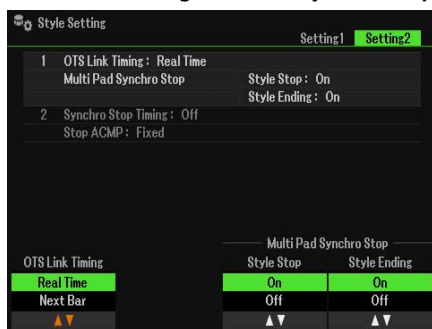 Style Setting
Setting1 Setting2
1 OTS Link Timing : Real Time
Multi Pad Synchro Stop Style Stop : On
Style Ending : On
2 Synchro Stop Timing : Off
Stop ACMP : Fixed
Multi Pad Synchro Stop
OTS Link Timing Style Stop Style Ending
Real Time On On
Next Bar Off Off